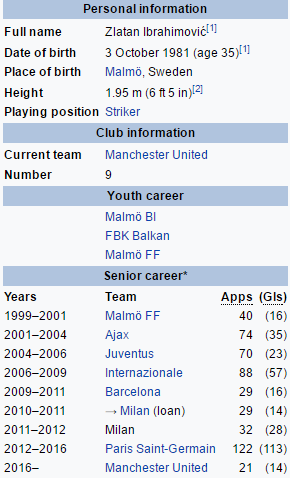 Personal information
Full name Zlatan Ibrahimović[1]
Date of birth 3 October 1981 (age 35)[1]
Place of birth Malmö, Sweden
Height 1.95 m (6 ft 5 in)[2]
Playing position Striker
Club information
Current team Manchester United
Number 9
Youth career
Malmö BI
FBK Balkan
Malmö FF
Senior career*
Years Team Apps (Gls)
1999–2001 Malmö FF 40 (16)
2001–2004 Ajax 74 (35)
2004–2006 Juventus 70 (23)
2006–2009 Internazionale 88 (57)
2009–2011 Barcelona 29 (16)
2010–2011 → Milan (loan) 29 (14)
2011–2012 Milan 32 (28)
2012–2016 Paris Saint-Germain 122 (113)
2016– Manchester United 21 (14)